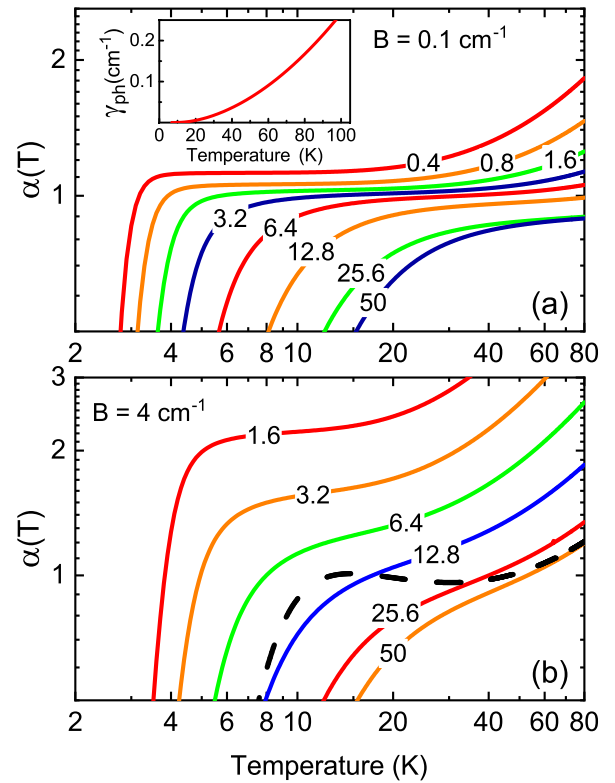 2
1
α(T)
B = 0.1 cm⁻¹
0.2
0.1
γph(cm⁻¹)
0 20 40 60 80 100
Temperature (K)
0.4
0.8
1.6
3.2
6.4
12.8
25.6
50
(a)
2 4 6 8 10 20 40 60 80
3
2
1
α(T)
B = 4 cm⁻¹
1.6
3.2
6.4
12.8
25.6
50
(b)
2 4 6 8 10 20 40 60 80
Temperature (K)